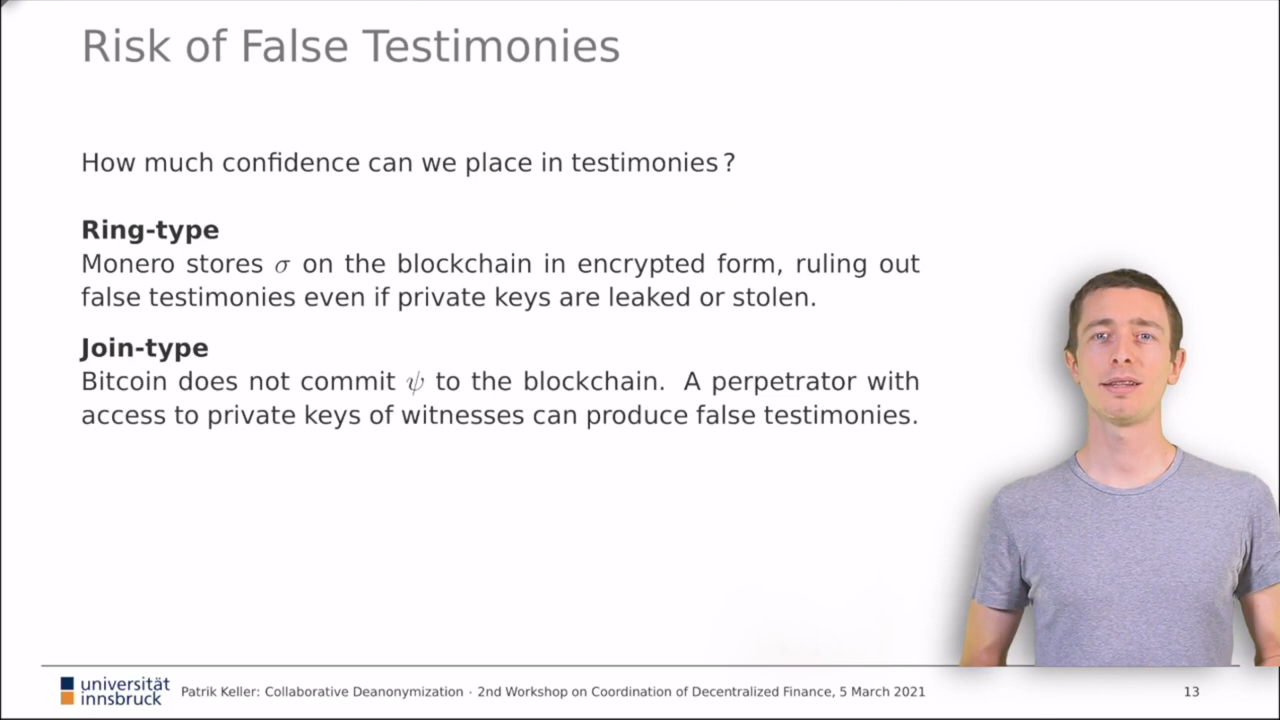 Risk of False Testimonies
How much confidence can we place in testimonies?
Ring-type
Monero stores σ on the blockchain in encrypted form, ruling out
false testimonies even if private keys are leaked or stolen.
Join-type
Bitcoin does not commit ψ to the blockchain. A perpetrator with
access to private keys of witnesses can produce false testimonies.
universität
innsbruck
Patrik Keller: Collaborative Deanonymization · 2nd Workshop on Coordination of Decentralized Finance, 5 March 2021
13